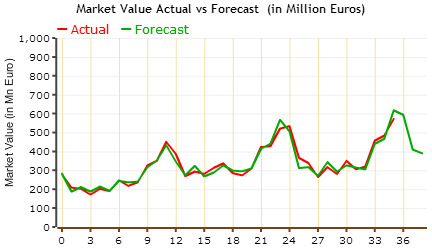 Market Value Actual vs Forecast (in Million Euros)
Actual Forecast
Market Value (in Mn Euro)
1,000
900
800
700
600
500
400
300
200
100
0
0 3 6 9 12 15 18 21 24 27 30 33 36